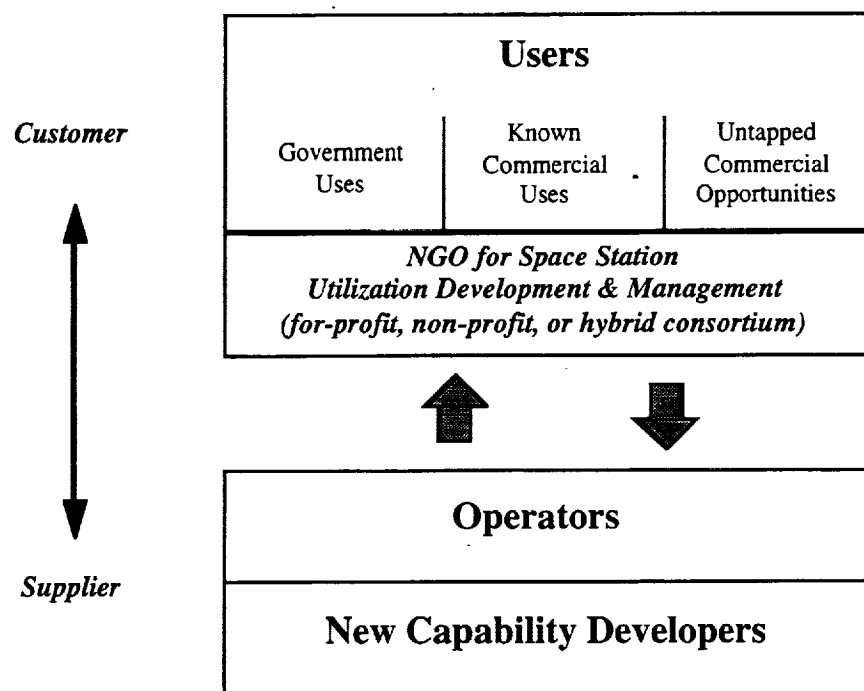 Users
Customer
Government
Uses
Known
Commercial
Uses
Untapped
Commercial
Opportunities
NGO for Space Station
Utilization Development & Management
(for-profit, non-profit, or hybrid consortium)
Operators
Supplier
New Capability Developers